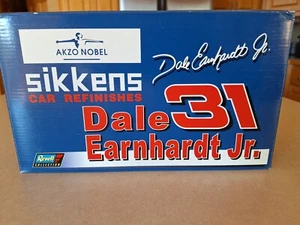 AKZO NOBEL
Dale Earnhardt Jr.
sikkens
CAR REFINISHES
31
Dale
Earnhardt Jr.
Revell
COLLECTION